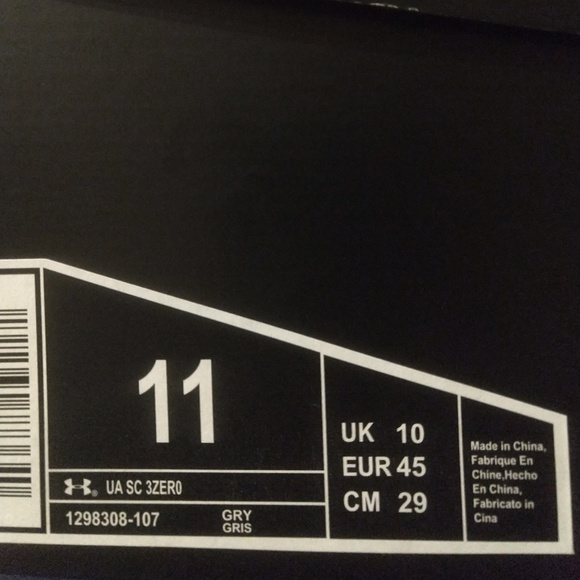 11
UA SC 3ZER0
1298308-107 GRY
GRIS
UK 10
EUR 45
CM 29
Made in China,
Fabrique En
Chine,Hecho
En China,
Fabricato in
Cina